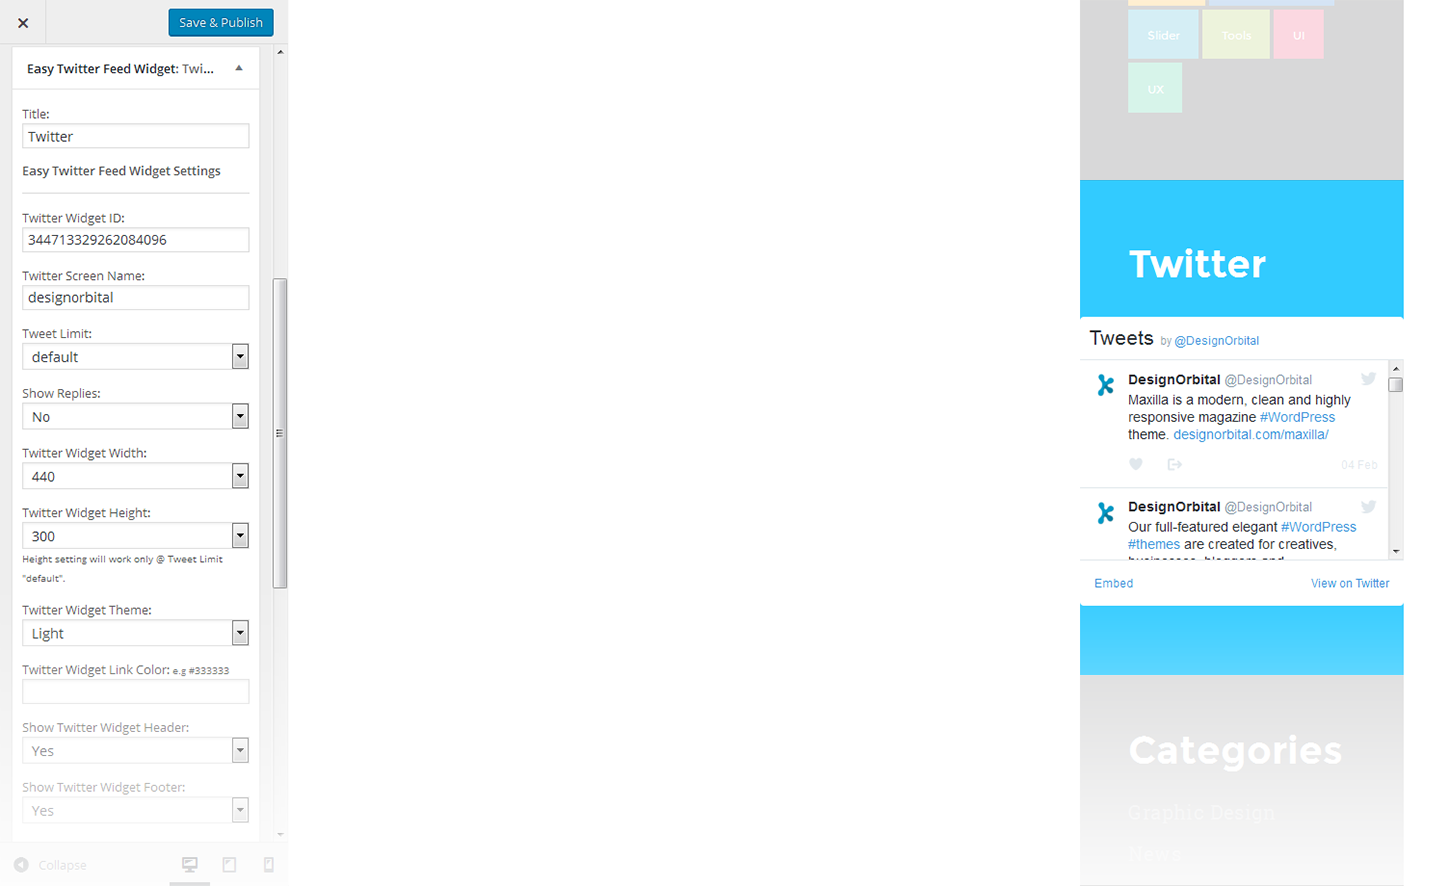 Save & Publish
Easy Twitter Feed Widget: Twi...
Title:
Twitter
Easy Twitter Feed Widget Settings
Twitter Widget ID:
344713329262084096
Twitter Screen Name:
designorbital
Tweet Limit:
default
Show Replies:
No
Twitter Widget Width:
440
Twitter Widget Height:
300
Height setting will work only @ Tweet Limit
"default".
Twitter Widget Theme:
Light
Twitter Widget Link Color: e.g #333333
Show Twitter Widget Header:
Yes
Show Twitter Widget Footer:
Yes
Collapse
Slider Tools UI
UX
Twitter
Tweets by @DesignOrbital
DesignOrbital @DesignOrbital
Maxilla is a modern, clean and highly
responsive magazine #WordPress
theme. designorbital.com/maxilla/
04 Feb
DesignOrbital @DesignOrbital
Our full-featured elegant #WordPress
#themes are created for creatives,
businesses, bloggers and
Embed View on Twitter
Categories
Graphic Design
News